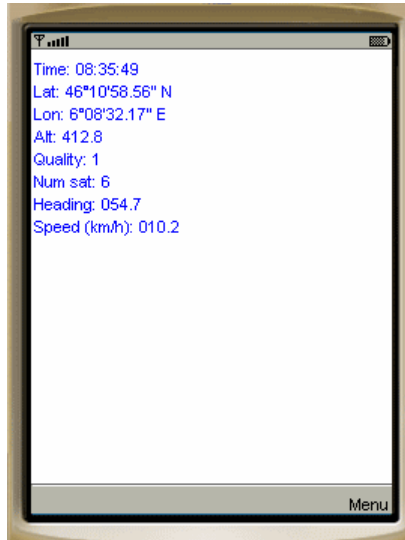 Time: 08:35:49
Lat: 46°10'58.56" N
Lon: 6°08'32.17" E
Alt: 412.8
Quality: 1
Num sat: 6
Heading: 054.7
Speed (km/h): 010.2
Menu